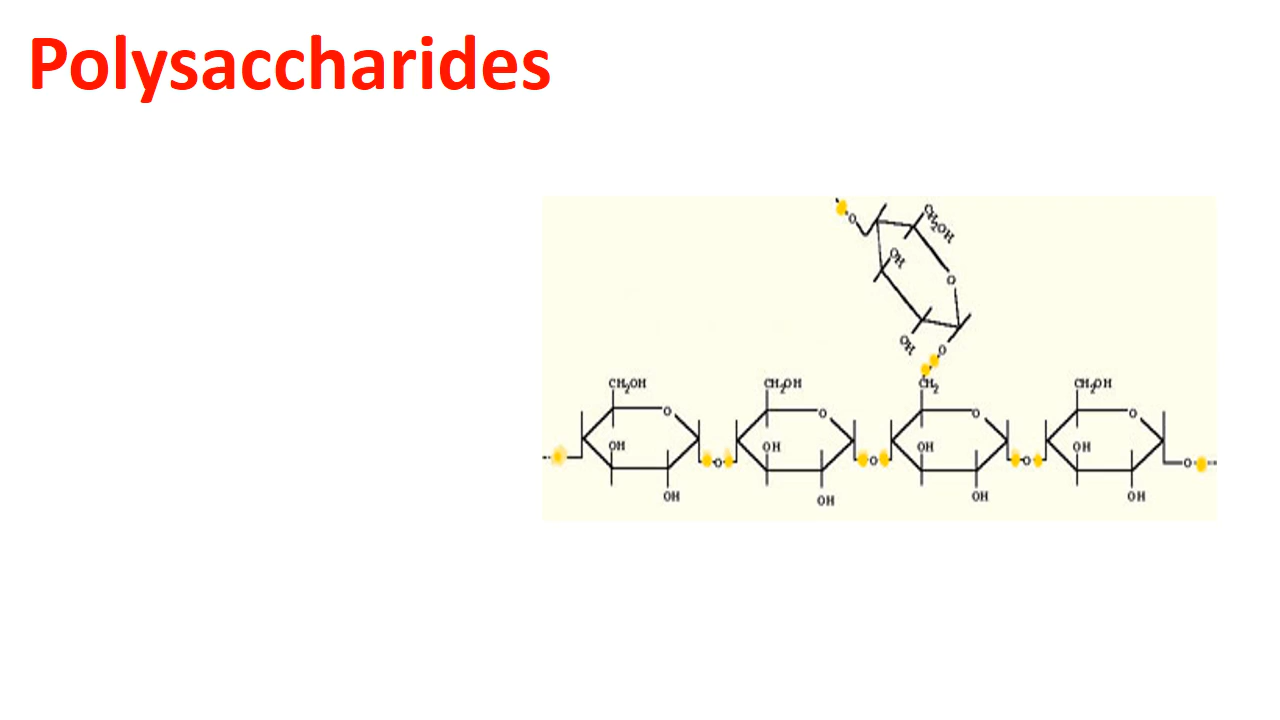 Polysaccharides
O
CH₂OH
OH
O
OH
O
CH₂OH O CH₂OH O CH₂ O CH₂OH O
OH OH OH OH
O O O O
OH OH OH OH